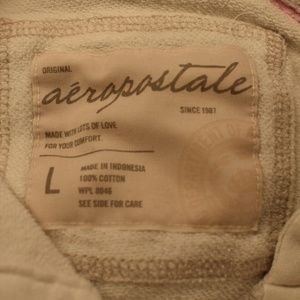 ORIGINAL
aéropostale
SINCE 1987
MADE WITH LOTS OF LOVE
FOR YOUR COMFORT.
L
MADE IN INDONESIA
100% COTTON
WPL 8046
SEE SIDE FOR CARE